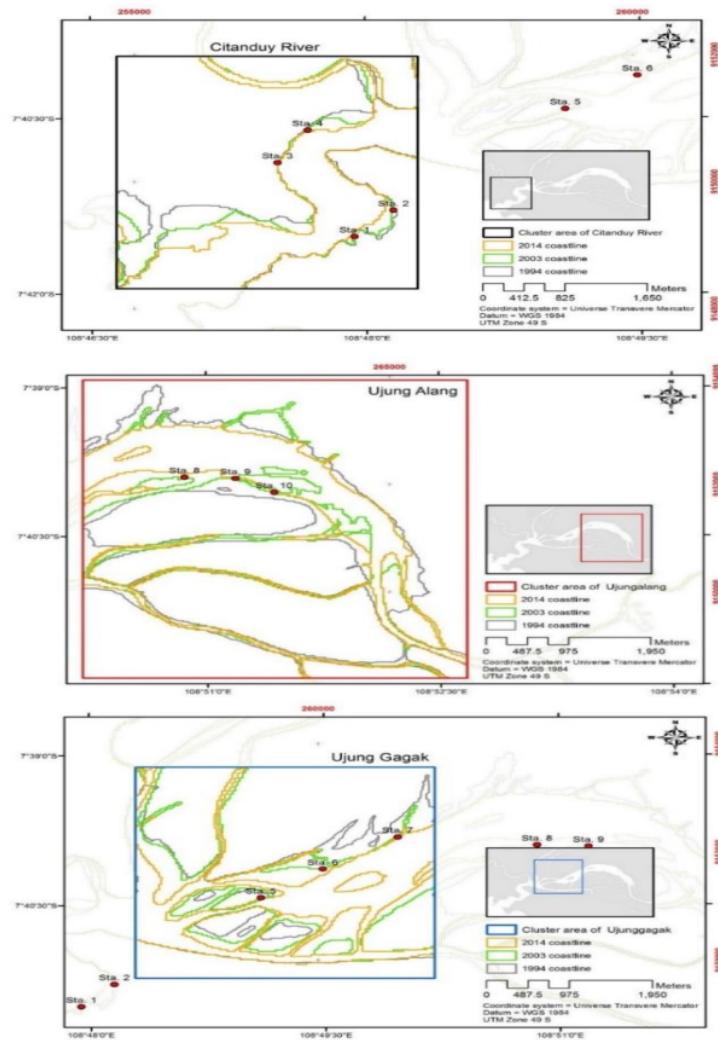 255000
260000
Citanduy River
N
W E
S
9152000
Sta. 6
Sta. 5
7°40'30"S
Sta. 4
Sta. 3
9150000
Sta. 2
Sta. 1
Cluster area of Citanduy River
2014 coastline
2003 coastline
1994 coastline
Meters
0 412.5 825 1,650
Coordinate system = Universe Transvere Mercator
Datum = WGS 1984
UTM Zone 49 S
7°42'0"S
9148000
108°46'30"E
108°48'0"E
108°49'30"E
265000
7°39'0"S
Ujung Alang
N
W E
S
9154000
Sta. 8
Sta. 9
Sta. 10
9152000
7°40'30"S
Cluster area of Ujungalang
2014 coastline
2003 coastline
1994 coastline
9150000
Meters
0 487.5 975 1,950
Coordinate system = Universe Transvere Mercator
Datum = WGS 1984
UTM Zone 49 S
108°51'0"E
108°52'30"E
108°54'0"E
260000
7°39'0"S
Ujung Gagak
N
W E
S
Sta. 7
Sta. 8
Sta. 9
Sta. 6
Sta. 5
7°40'30"S
Cluster area of Ujunggagak
2014 coastline
2003 coastline
1994 coastline
Sta. 2
Sta. 1
Meters
0 487.5 975 1,950
Coordinate system = Universe Transvere Mercator
Datum = WGS 1984
UTM Zone 49 S
108°48'0"E
108°49'30"E
108°51'0"E